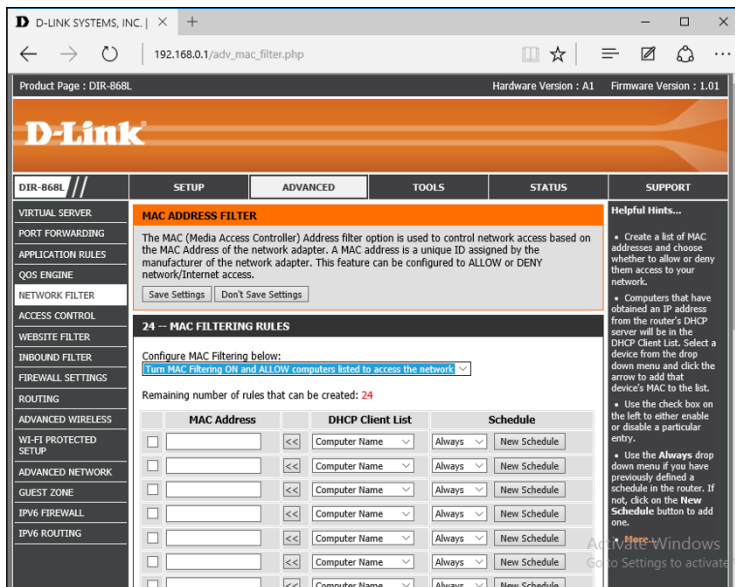 D-LINK SYSTEMS, INC. |
192.168.0.1/adv_mac_filter.php
Product Page : DIR-868L
Hardware Version : A1
Firmware Version : 1.01
D-Link
DIR-868L
SETUP
ADVANCED
TOOLS
STATUS
SUPPORT
VIRTUAL SERVER
PORT FORWARDING
APPLICATION RULES
QOS ENGINE
NETWORK FILTER
ACCESS CONTROL
WEBSITE FILTER
INBOUND FILTER
FIREWALL SETTINGS
ROUTING
ADVANCED WIRELESS
WI-FI PROTECTED
SETUP
ADVANCED NETWORK
GUEST ZONE
IPV6 FIREWALL
IPV6 ROUTING
MAC ADDRESS FILTER
The MAC (Media Access Controller) Address filter option is used to control network access based on
the MAC Address of the network adapter. A MAC address is a unique ID assigned by the
manufacturer of the network adapter. This feature can be configured to ALLOW or DENY
network/Internet access.
Save Settings
Don't Save Settings
24 -- MAC FILTERING RULES
Configure MAC Filtering below:
Turn MAC Filtering ON and ALLOW computers listed to access the network
Remaining number of rules that can be created: 24
MAC Address
DHCP Client List
Schedule
<< Computer Name Always New Schedule
<< Computer Name Always New Schedule
<< Computer Name Always New Schedule
<< Computer Name Always New Schedule
<< Computer Name Always New Schedule
<< Computer Name Always New Schedule
<< Computer Name Always New Schedule
Helpful Hints...
• Create a list of MAC
addresses and choose
whether to allow or deny
them access to your
network.
• Computers that have
obtained an IP address
from the router's DHCP
server will be in the
DHCP Client List. Select a
device from the drop
down menu and click the
arrow to add that
device's MAC to the list.
• Use the check box on
the left to either enable
or disable a particular
entry.
• Use the Always drop
down menu if you have
previously defined a
schedule in the router. If
not, click on the New
Schedule button to add
one.
• More...
Activate Windows
Go to Settings to activate